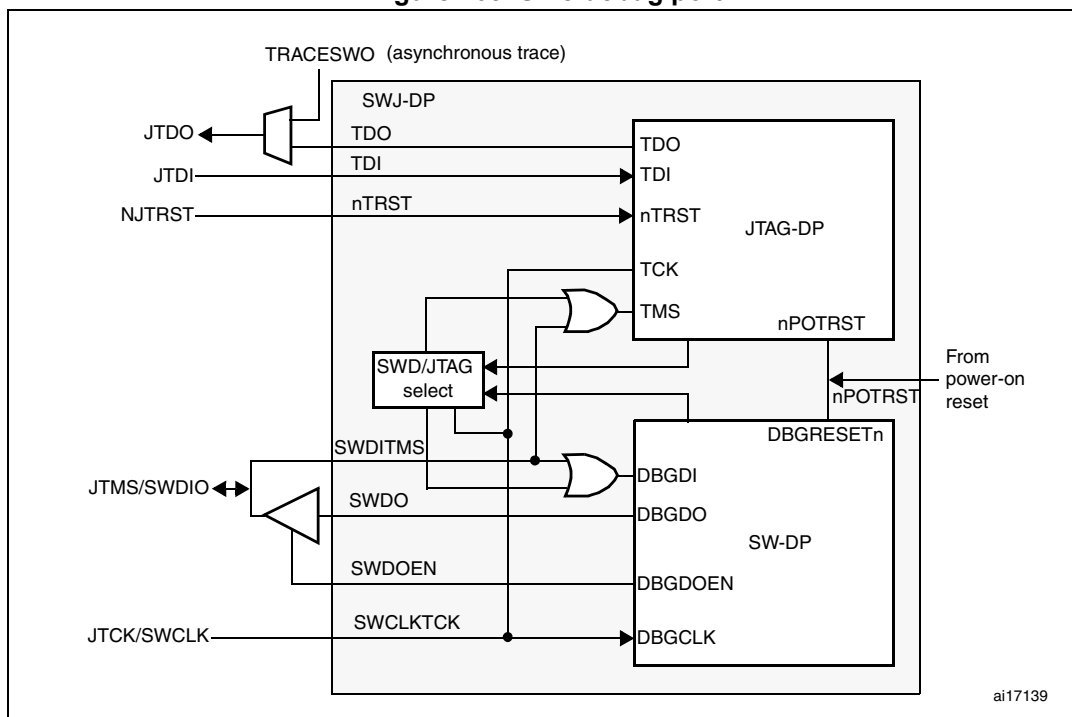 TRACESWO (asynchronous trace)
SWJ-DP
JTDO
TDO
TDO
JTDI
TDI
TDI
NJTRST
nTRST
nTRST
JTAG-DP
TCK
TMS
nPOTRST
SWD/JTAG
select
From
power-on
reset
nPOTRST
DBGRESETn
SWDITMS
DBGDI
JTMS/SWDIO
SWDO
DBGDO
SW-DP
SWDOEN
DBGDOEN
JTCK/SWCLK
SWCLKTCK
DBGCLK
ai17139